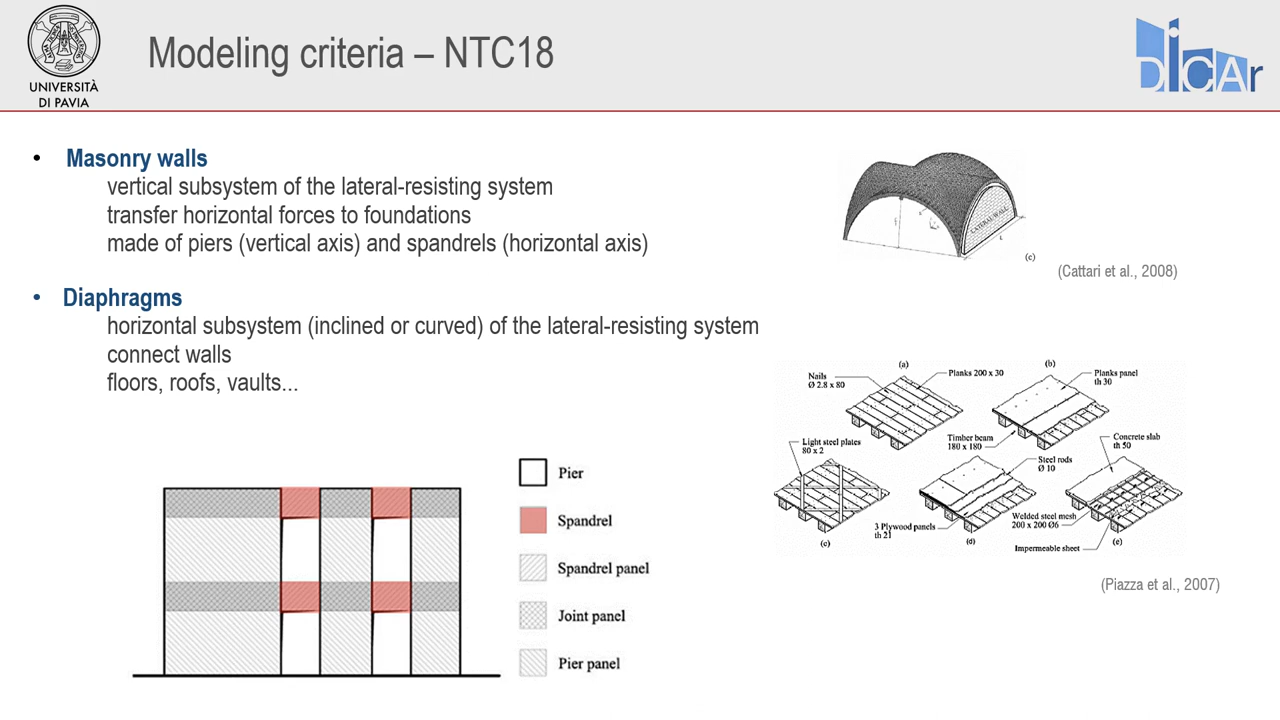 UNIVERSITÀ
DI PAVIA
Modeling criteria – NTC18
DiCAr
• Masonry walls
vertical subsystem of the lateral-resisting system
transfer horizontal forces to foundations
made of piers (vertical axis) and spandrels (horizontal axis)
• Diaphragms
horizontal subsystem (inclined or curved) of the lateral-resisting system
connect walls
floors, roofs, vaults...
LATERAL WALL
L
(c)
(Cattari et al., 2008)
(a)
Nails
Ø 2.8 x 80
Planks 200 x 30
(b)
Planks panel
th 30
Light steel plates
80 x 2
Timber beam
180 x 180
Steel rods
Ø 10
Concrete slab
th 50
3 Plywood panels
th 21
Welded steel mesh
200 x 200 Ø6
Impermeable sheet
(c)
(d)
(e)
(Piazza et al., 2007)
Pier
Spandrel
Spandrel panel
Joint panel
Pier panel